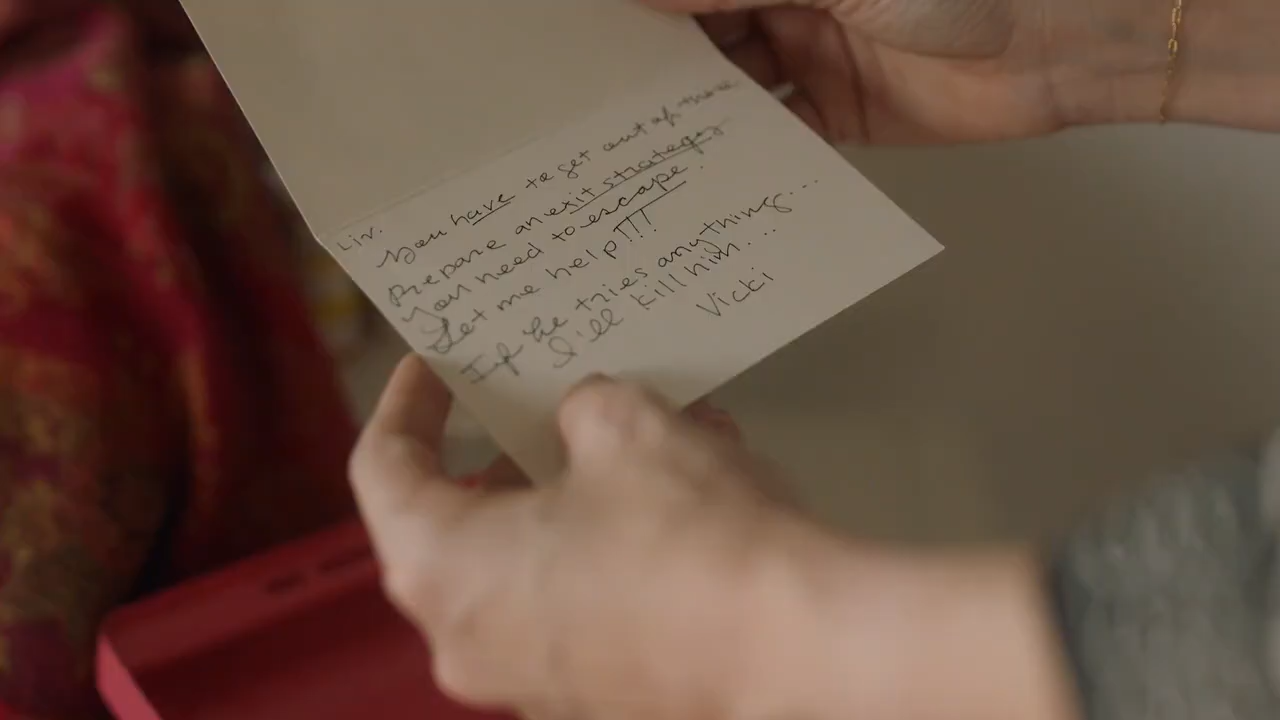 Liv.
You have to get out of there
Prepare an exit strategy
You need to escape.
Let me help!!!
If he tries anything...
I'll kill him...
Vicki